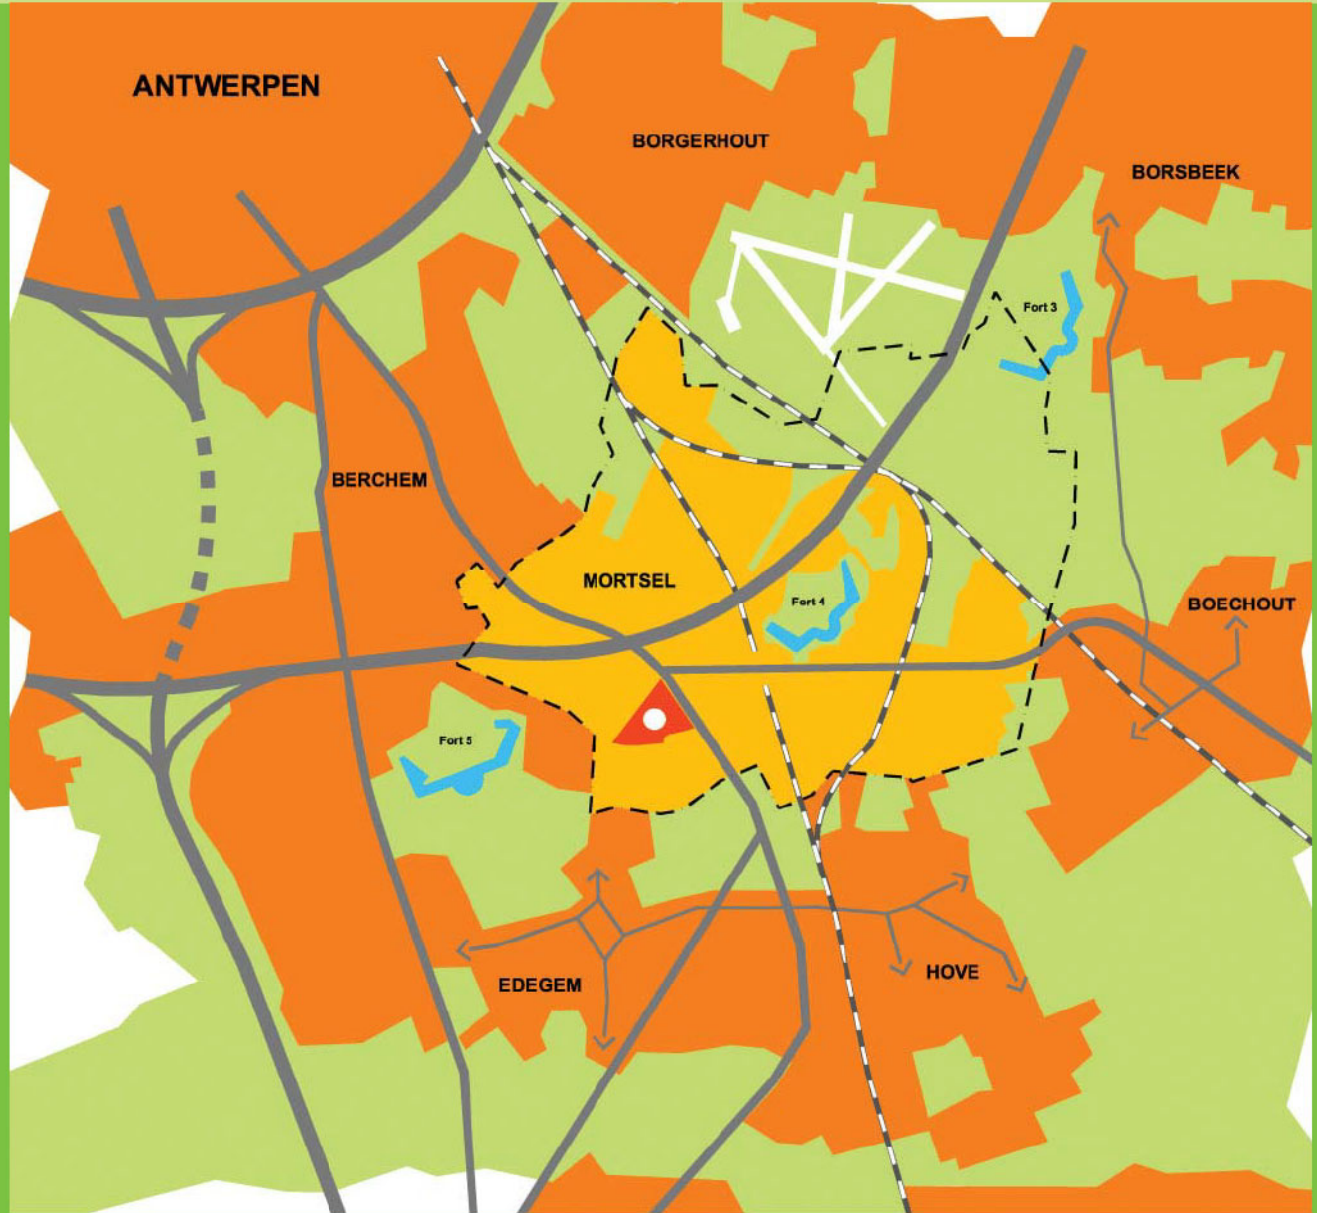 ANTWERPEN
BORGERHOUT
BORSBEEK
Fort 3
BERCHEM
MORTSEL
Fort 4
BOECHOUT
Fort 5
EDEGEM
HOVE